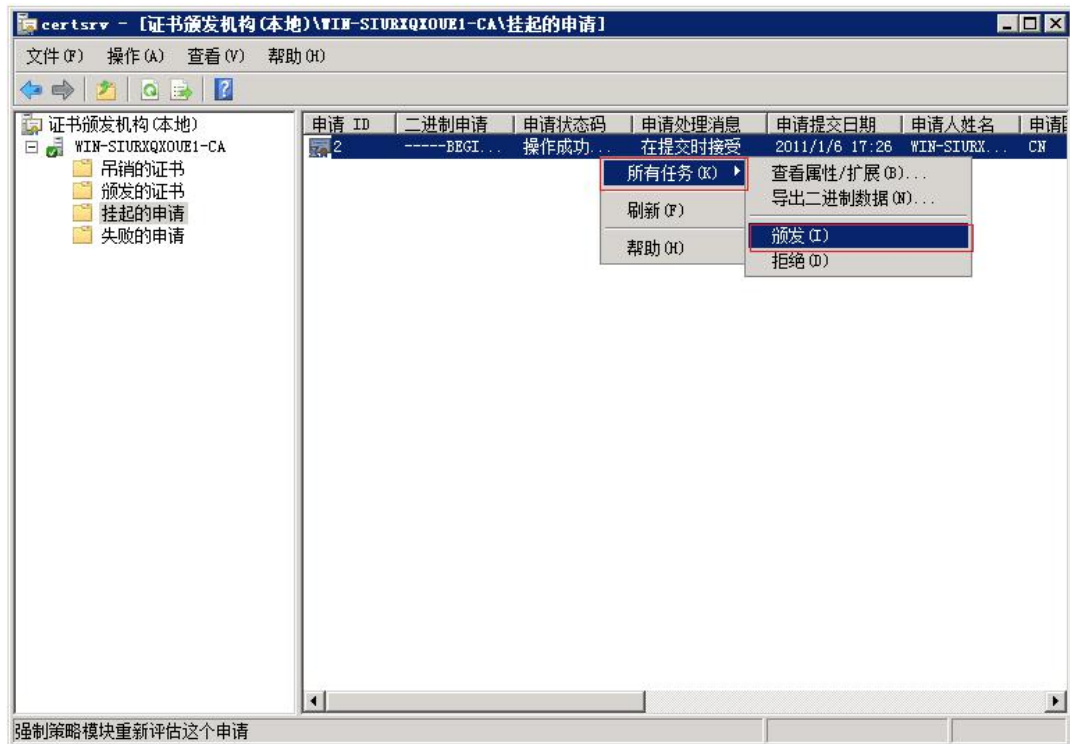 certsrv - [证书颁发机构(本地)\WIN-SIURXQXOUE1-CA\挂起的申请]
文件(F) 操作(A) 查看(V) 帮助(H)
证书颁发机构(本地)
WIN-SIURXQXOUE1-CA
吊销的证书
颁发的证书
挂起的申请
失败的申请
申请 ID 二进制申请 申请状态码 申请处理消息 申请提交日期 申请人姓名
2 -----BEGI... 操作成功... 在提交时接受 2011/1/6 17:26 WIN-SIURX... CN
所有任务(K)
刷新(F)
帮助(H)
查看属性/扩展(B)...
导出二进制数据(N)...
颁发(I)
拒绝(D)
强制策略模块重新评估这个申请